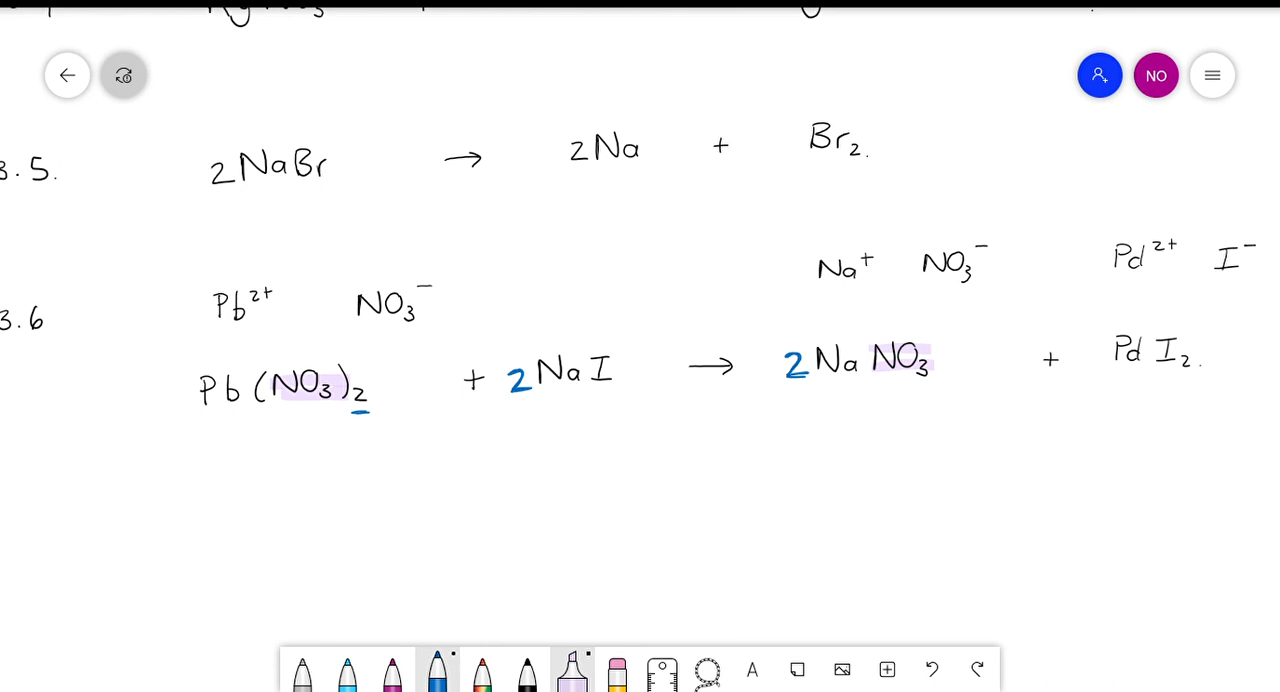 NO
3.5. 2NaBr → 2Na + Br₂.
Na⁺ NO₃⁻ Pd²⁺ I⁻
Pb²⁺ NO₃⁻
3.6
Pb(NO₃)₂ + 2NaI → 2NaNO₃ + PdI₂.
A